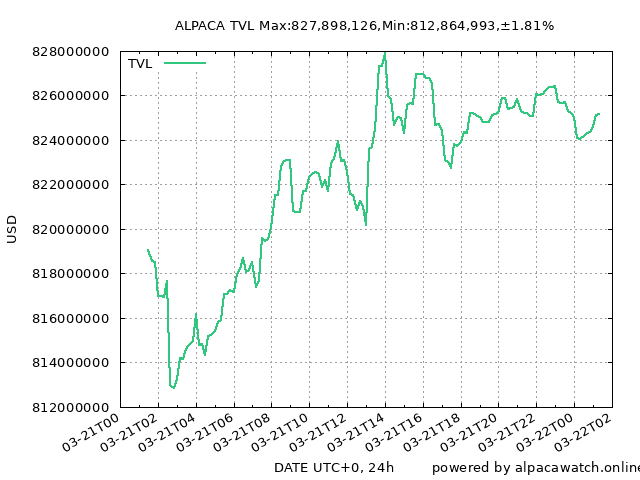 ALPACA TVL Max:827,898,126,Min:812,864,993,±1.81%
TVL
828000000
826000000
824000000
822000000
820000000
818000000
816000000
814000000
812000000
USD
03-21T00
03-21T02
03-21T04
03-21T06
03-21T08
03-21T10
03-21T12
03-21T14
03-21T16
03-21T18
03-21T20
03-21T22
03-22T00
03-22T02
DATE UTC+0, 24h
powered by alpacawatch.online